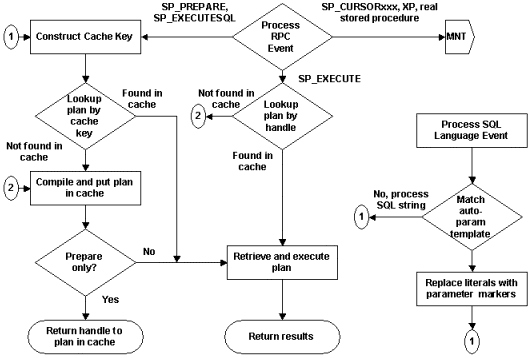 SP_PREPARE,
SP_EXECUTESQL
SP_CURSORxxx, XP, real
stored procedure
1
Construct Cache Key
Process
RPC
Event
MNT
SP_EXECUTE
Lookup
plan by
cache
key
Found in
cache
Not found in
cache
2
Lookup
plan by
handle
Process SQL
Language Event
Not found in
cache
Found in
cache
2
Compile and put plan
in cache
No, process
SQL string
1
Match
auto-
param
template
Prepare
only?
No
Retrieve and execute
plan
Replace literals with
parameter markers
Yes
Return handle to
plan in cache
Return results
1